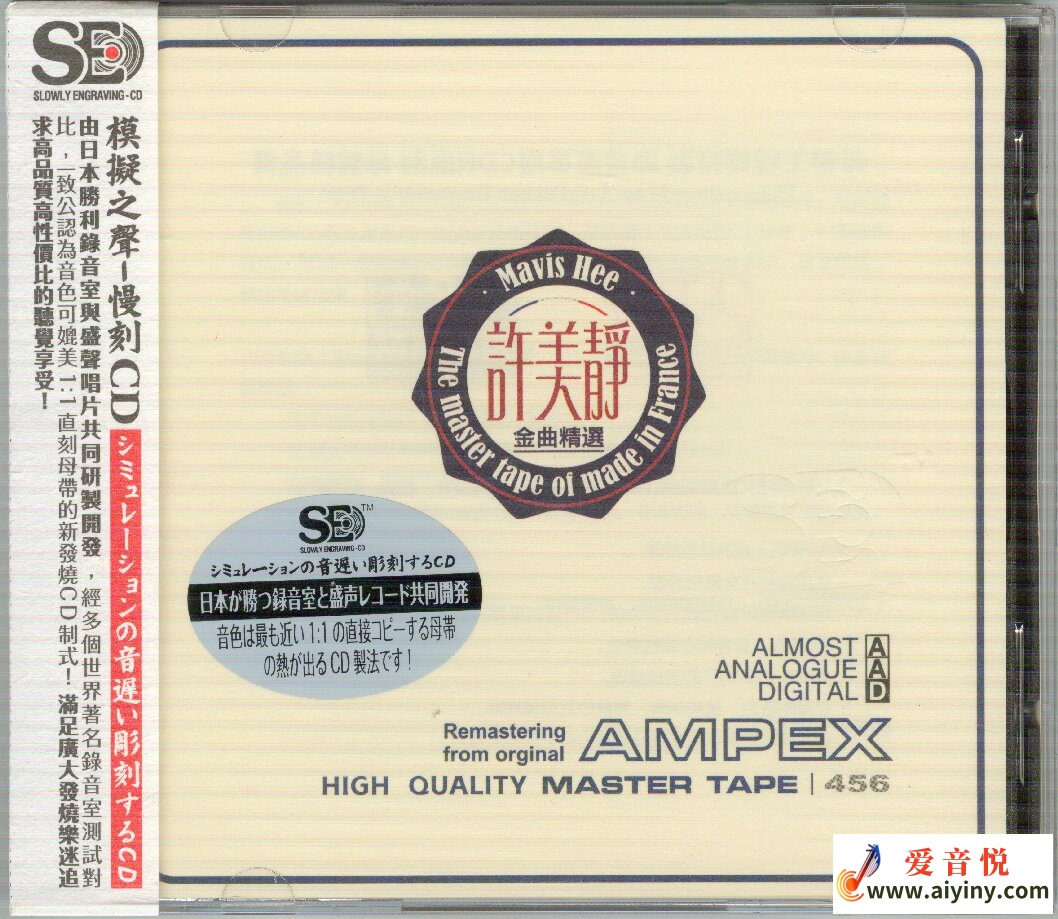 SE
SLOWLY ENGRAVING-CD
模擬之聲-慢刻CD シミュレーションの音遅い彫刻するCD
由日本勝利錄音室與盛聲唱片共同研製開發，經多個世界著名錄音室測試對
比，一致公認為音色可媲美1:1直刻母帶的新發燒CD制式！滿足廣大發燒樂迷追
求高品質高性價比的聽覺享受！
Mavis Hee
許美靜
金曲精選
The master tape of made in France
SE™
SLOWLY ENGRAVING-CD
シミュレーションの音遅い彫刻するCD
日本が勝つ録音室と盛声レコード共同開発
音色は最も近い1:1の直接コピーする母帯
の熱が出るCD製法です！
ALMOST A
ANALOGUE A
DIGITAL D
Remastering
from orginal AMPEX
HIGH QUALITY MASTER TAPE | 456
爱音悦
www.aiyiny.com